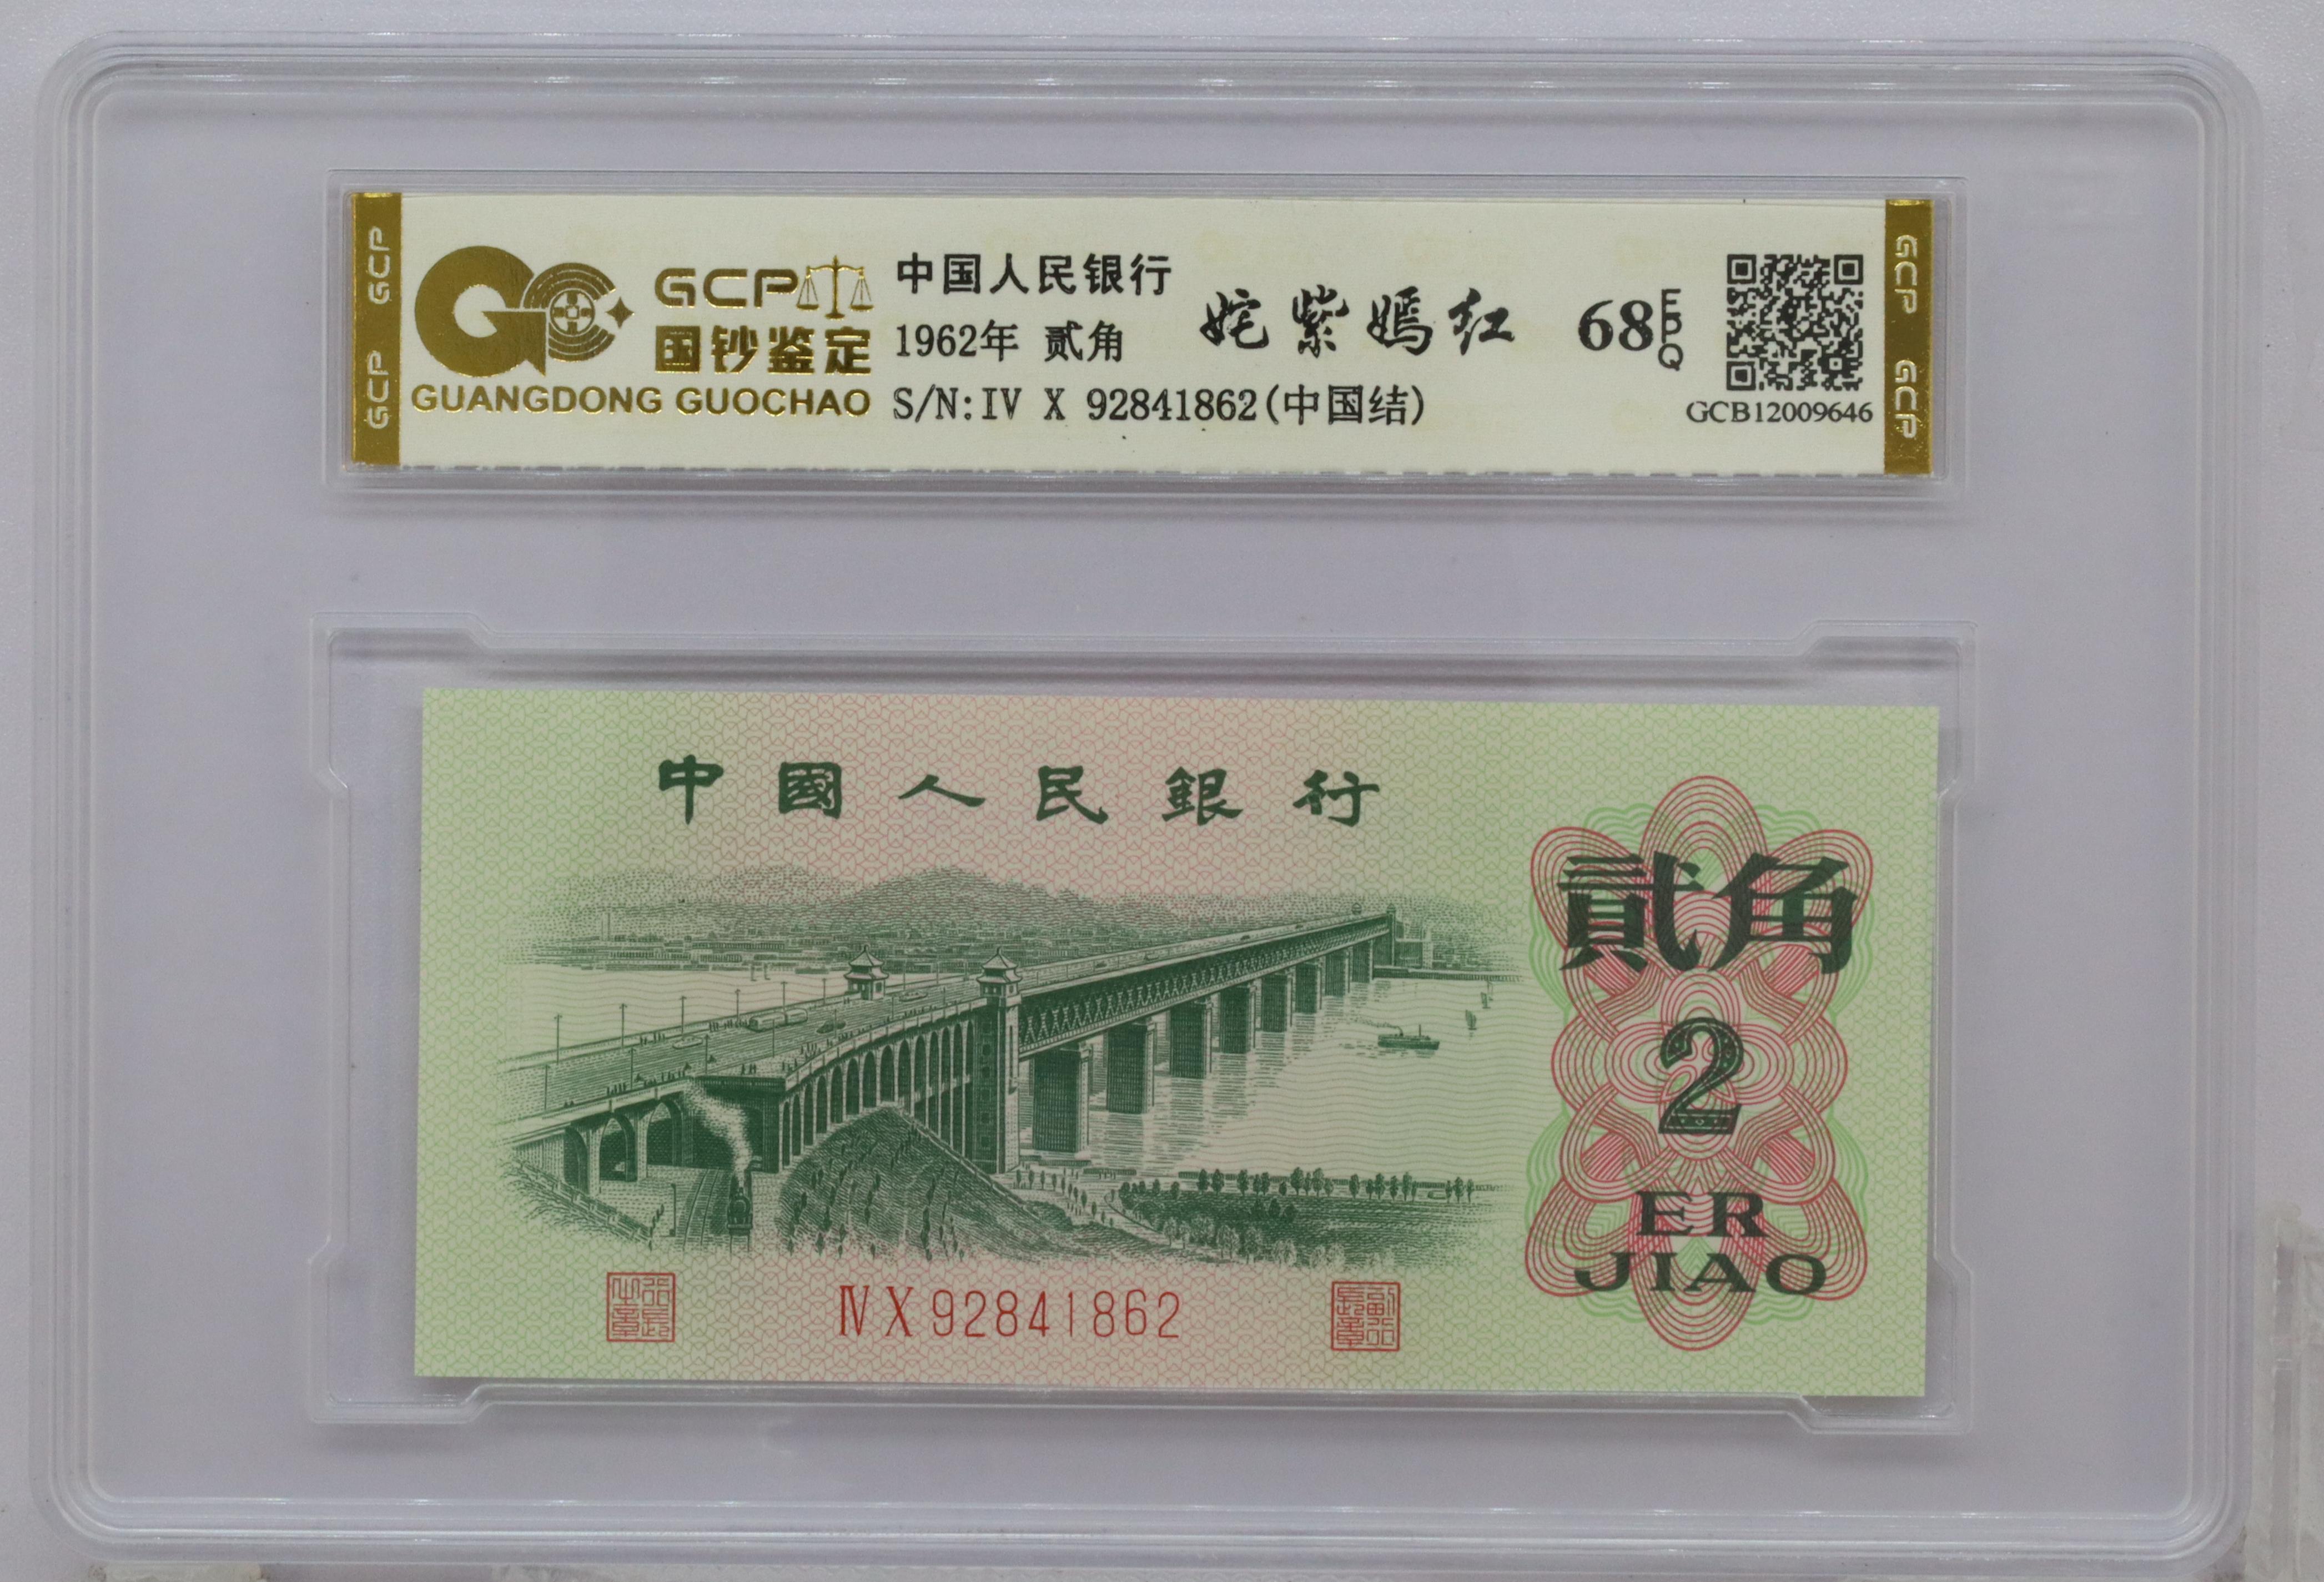 GCP GCP
GCP
国钞鉴定
GUANGDONG GUOCHAO
中国人民银行
1962年 贰角
S/N:IV X 92841862(中国结)
姹紫嫣红
68 EPQ
GCB12009646
GCP GCP
中國人民銀行
貳角
2
ER
JIAO
ⅣX92841862